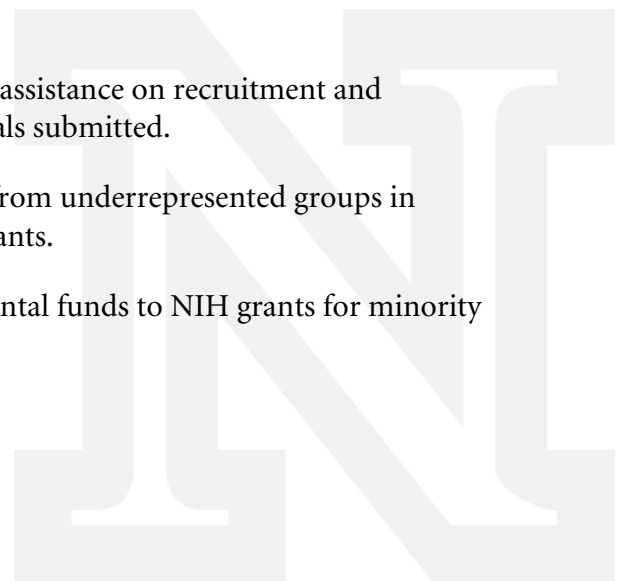 assistance on recruitment and
als submitted.
rom underrepresented groups in
ants.
ntal funds to NIH grants for minority
N